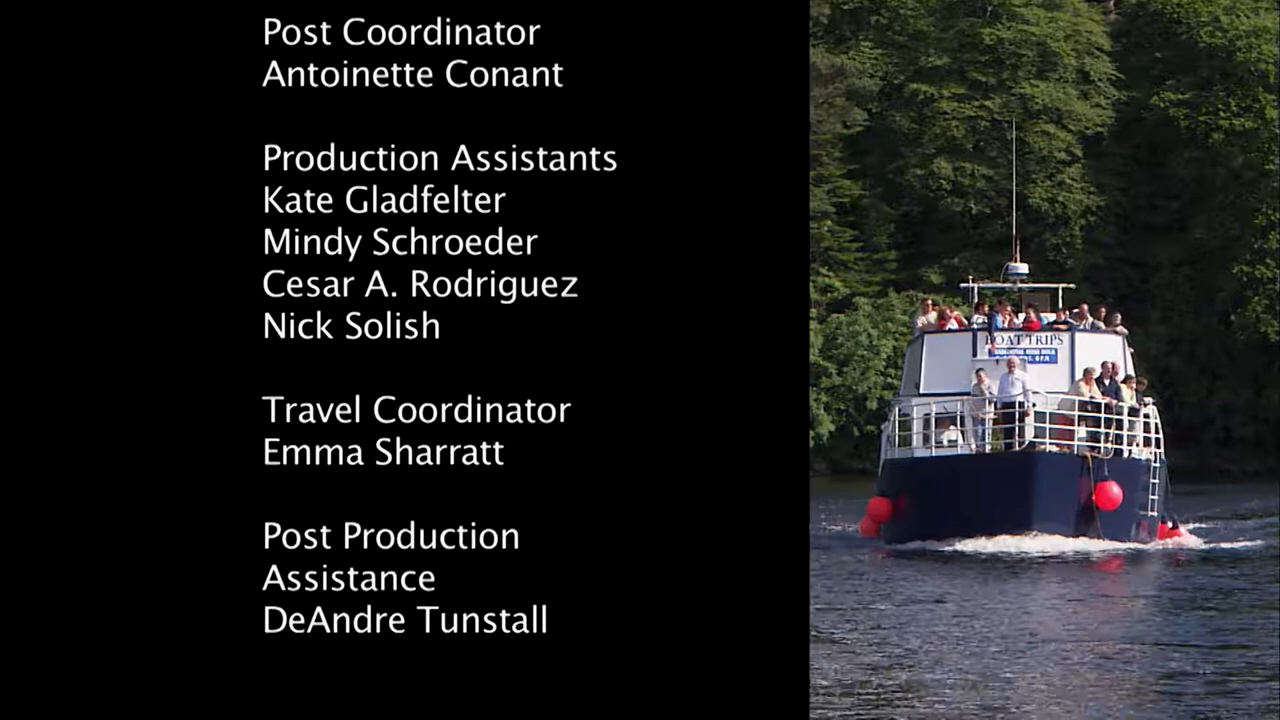 Post Coordinator
Antoinette Conant
Production Assistants
Kate Gladfelter
Mindy Schroeder
Cesar A. Rodriguez
Nick Solish
Travel Coordinator
Emma Sharratt
Post Production
Assistance
DeAndre Tunstall
BOAT TRIPS